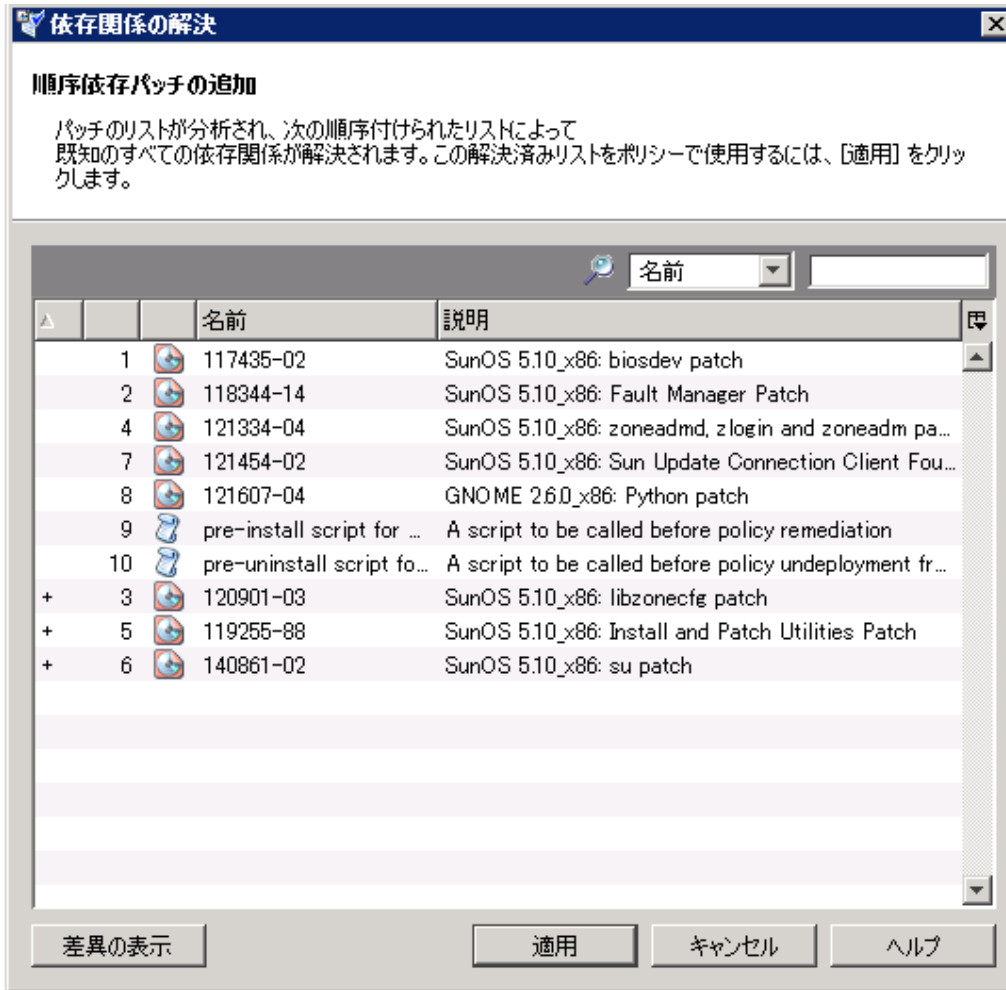 依存関係の解決
順序依存パッチの追加
パッチのリストが分析され、次の順序付けられたリストによって
既知のすべての依存関係が解決されます。この解決済みリストをポリシーで使用するには、[適用] をクリッ
クします。
名前
名前 説明
1 117435-02 SunOS 5.10_x86: biosdev patch
2 118344-14 SunOS 5.10_x86: Fault Manager Patch
4 121334-04 SunOS 5.10_x86: zoneadmd, zlogin and zoneadm pa...
7 121454-02 SunOS 5.10_x86: Sun Update Connection Client Fou...
8 121607-04 GNOME 2.6.0_x86: Python patch
9 pre-install script for ... A script to be called before policy remediation
10 pre-uninstall script fo... A script to be called before policy undeployment fr...
+ 3 120901-03 SunOS 5.10_x86: libzonecfg patch
+ 5 119255-88 SunOS 5.10_x86: Install and Patch Utilities Patch
+ 6 140861-02 SunOS 5.10_x86: su patch
差異の表示 適用 キャンセル ヘルプ